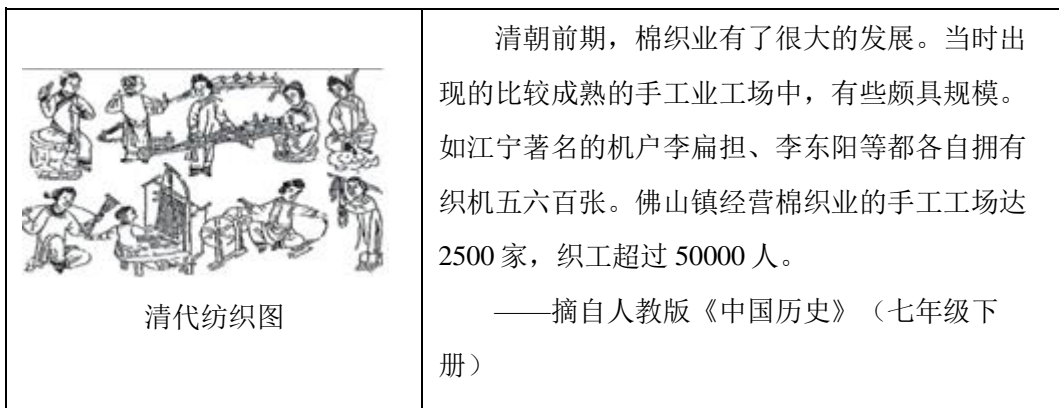 清代纺织图
清朝前期，棉织业有了很大的发展。当时出
现的比较成熟的手工业工场中，有些颇具规模。
如江宁著名的机户李扁担、李东阳等都各自拥有
织机五六百张。佛山镇经营棉织业的手工工场达
2500 家，织工超过 50000 人。
——摘自人教版《中国历史》（七年级下
册）